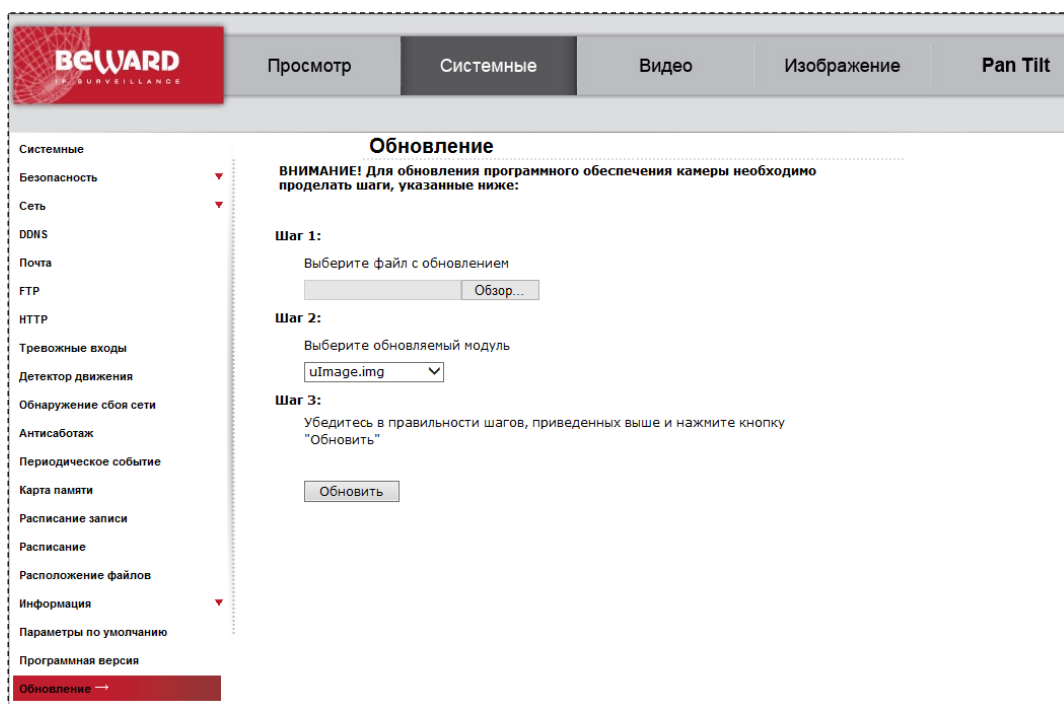 BEWARD
IP SURVEILLANCE
Просмотр
Системные
Видео
Изображение
Pan Tilt
Системные
Безопасность
Сеть
DDNS
Почта
FTP
HTTP
Тревожные входы
Детектор движения
Обнаружение сбоя сети
Антисаботаж
Периодическое событие
Карта памяти
Расписание записи
Расписание
Расположение файлов
Информация
Параметры по умолчанию
Программная версия
Обновление →
Обновление
ВНИМАНИЕ! Для обновления программного обеспечения камеры необходимо
проделать шаги, указанные ниже:
Шаг 1:
Выберите файл с обновлением
Обзор...
Шаг 2:
Выберите обновляемый модуль
uImage.img
Шаг 3:
Убедитесь в правильности шагов, приведенных выше и нажмите кнопку
"Обновить"
Обновить